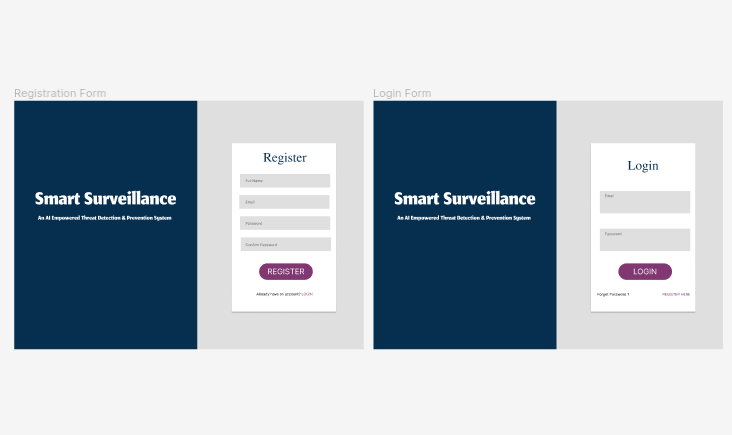 Registration Form
Smart Surveillance
An AI Empowered Threat Detection & Prevention System
Register
Full Name
Email
Password
Confirm Password
REGISTER
Already have an account? LOGIN
Login Form
Smart Surveillance
An AI Empowered Threat Detection & Prevention System
Login
Email
Password
LOGIN
Forgot Password ?
REGISTER HERE